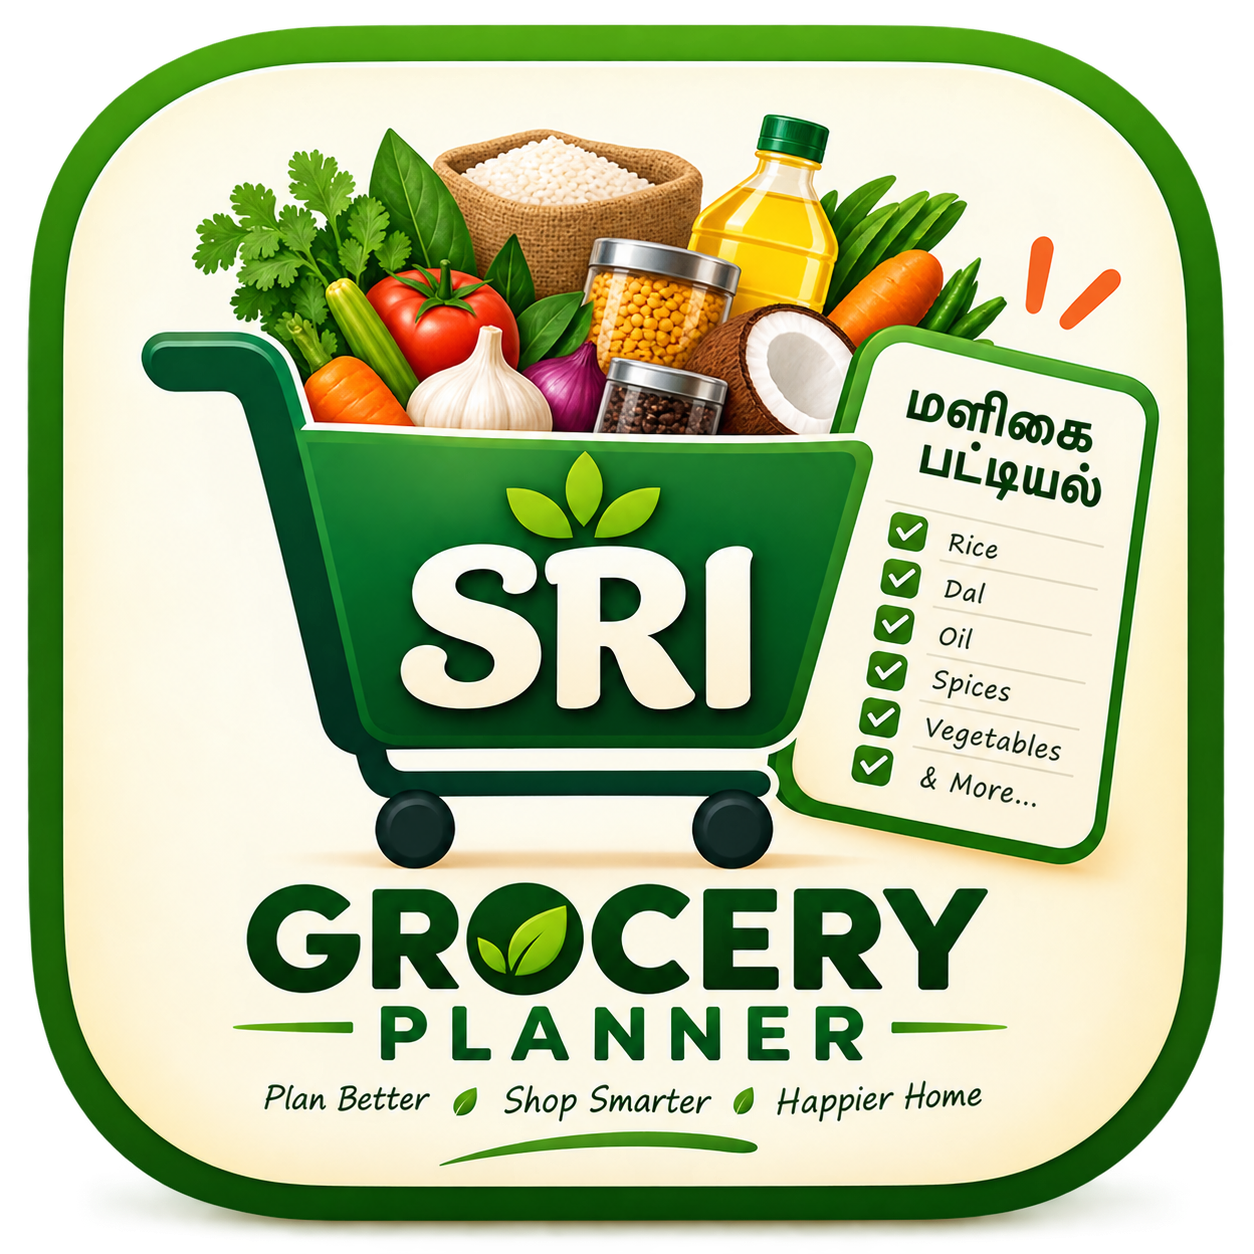 மளிகை
பட்டியல்
Rice
Dal
Oil
Spices
Vegetables
& More...
SRI
GROCERY
PLANNER
Plan Better Shop Smarter Happier Home